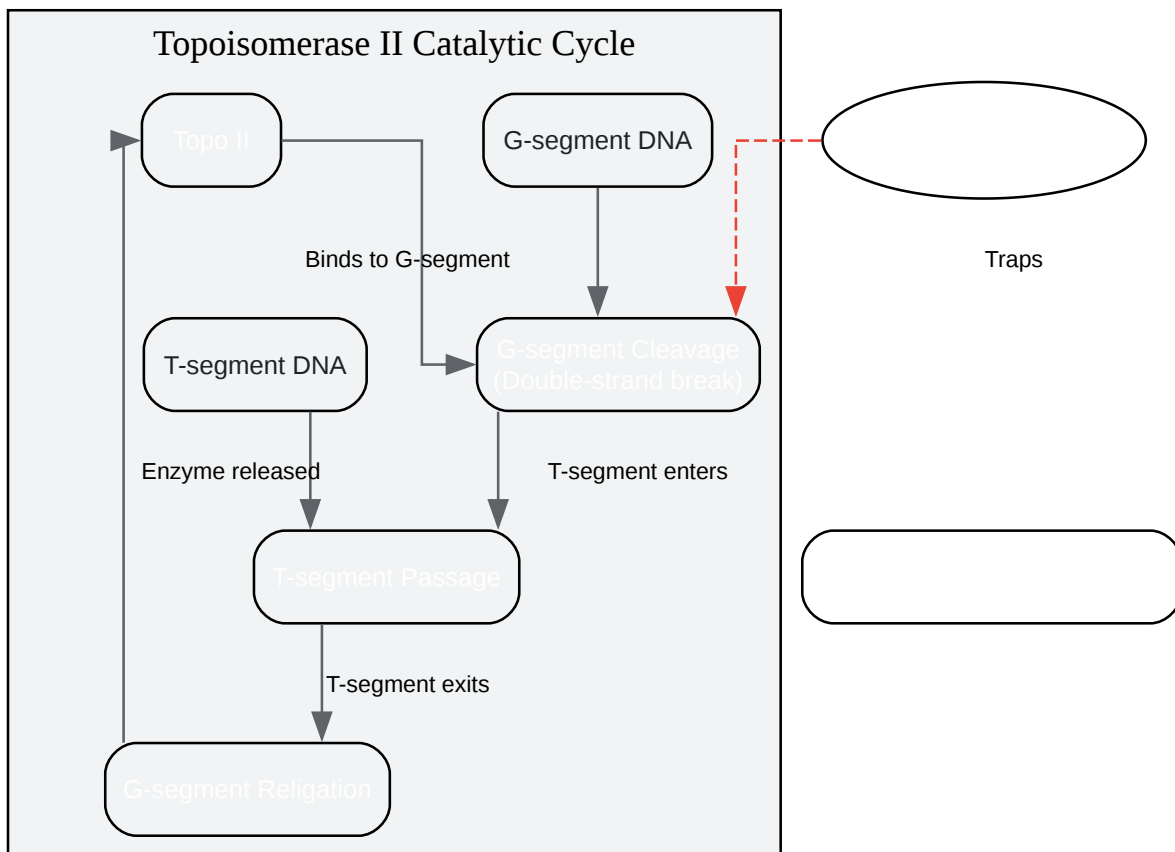 Topoisomerase II Catalytic Cycle
Topo II
G-segment DNA
Binds to G-segment
Traps
T-segment DNA
G-segment Cleavage
(Double-strand break)
Enzyme released
T-segment enters
T-segment Passage
T-segment exits
G-segment Religation